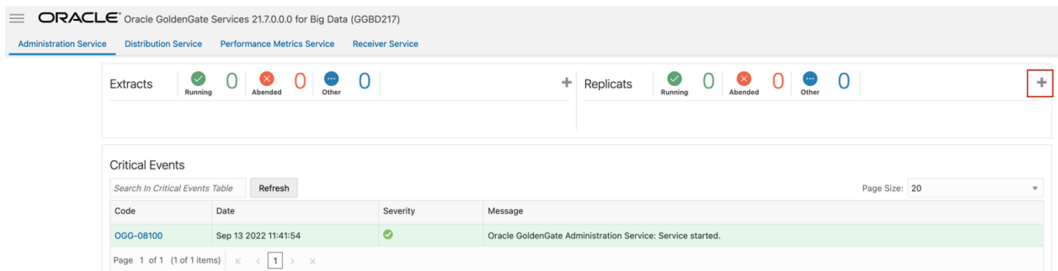 ORACLE Oracle GoldenGate Services 21.7.0.0.0 for Big Data (GGBD217)
Administration Service Distribution Service Performance Metrics Service Receiver Service
Extracts Running 0 Abended 0 Other 0 + Replicats Running 0 Abended 0 Other 0 +
Critical Events
Search In Critical Events Table Refresh Page Size: 20
Code Date Severity Message
OGG-08100 Sep 13 2022 11:41:54 Oracle GoldenGate Administration Service: Service started.
Page 1 of 1 (1 of 1 items) 1